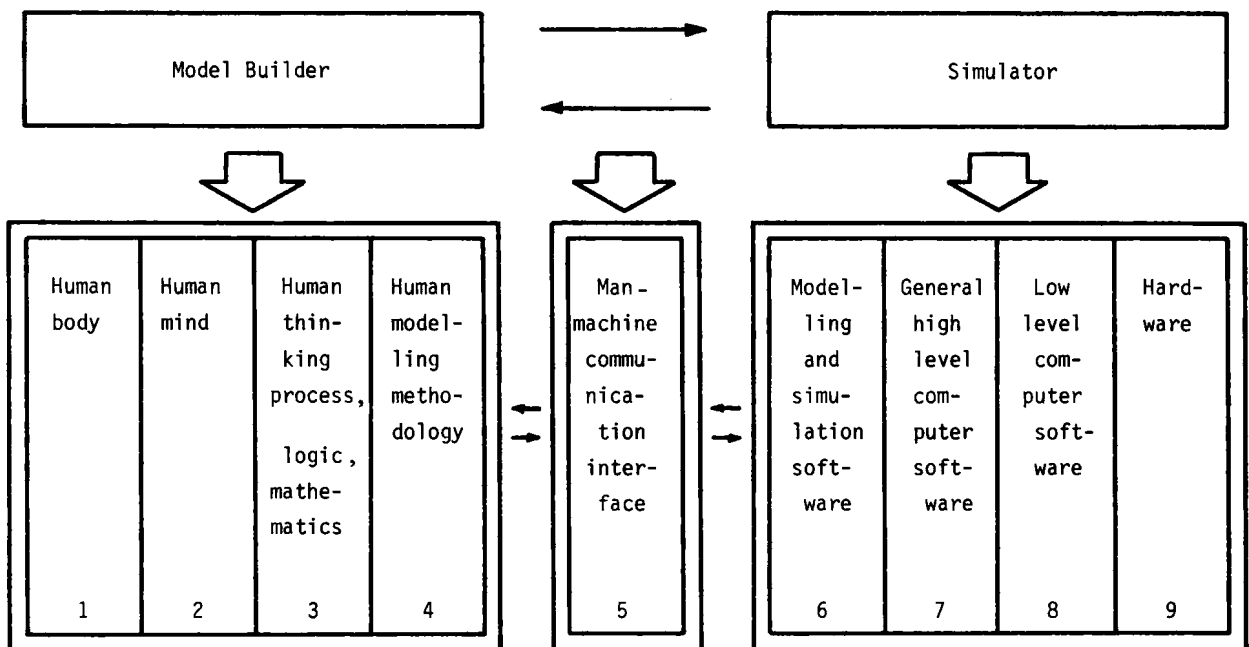 Model Builder
Simulator
Human
body
1
Human
mind
2
Human
thin-
king
process,
logic,
mathe-
matics
3
Human
model-
ling
metho-
dology
4
Man-
machine
commu-
nica-
tion
inter-
face
5
Model-
ling
and
simu-
lation
soft-
ware
6
General
high
level
com-
puter
soft-
ware
7
Low
level
com-
puter
soft-
ware
8
Hard-
ware
9